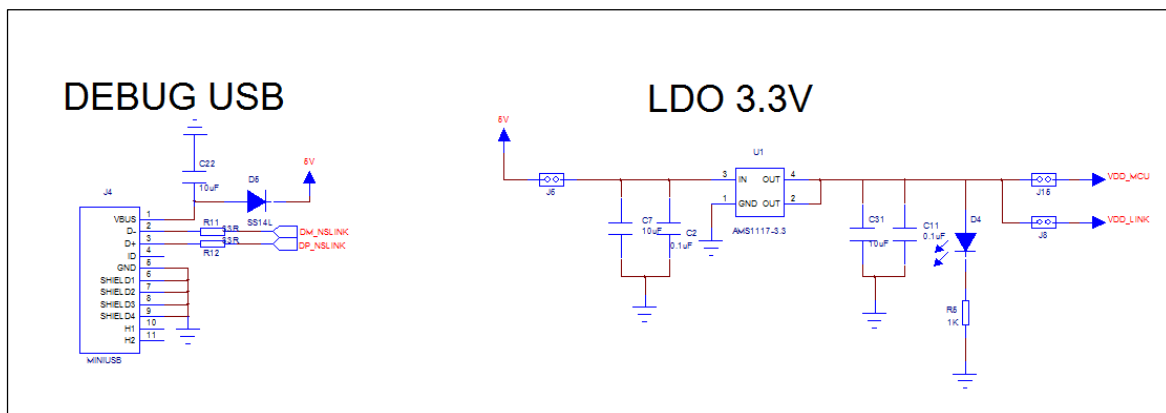 DEBUG USB
LDO 3.3V
C22
10uF
J4
D5
5V
SS14L
VBUS 1
D- 2
D+ 3
ID 4
GND 5
SHIELD1 6
SHIELD2 7
SHIELD3 8
SHIELD4 9
H1 10
H2 11
MINIUSB
R11
33R
DM_NSLINK
33R
DP_NSLINK
R12
5V
U1
3 IN OUT 4
1 GND OUT 2
AMS1117-3.3
C7
10uF
C2
0.1uF
C31
10uF
C11
0.1uF
D4
R5
1K
J15
VDD_MCU
J8
VDD_LINK